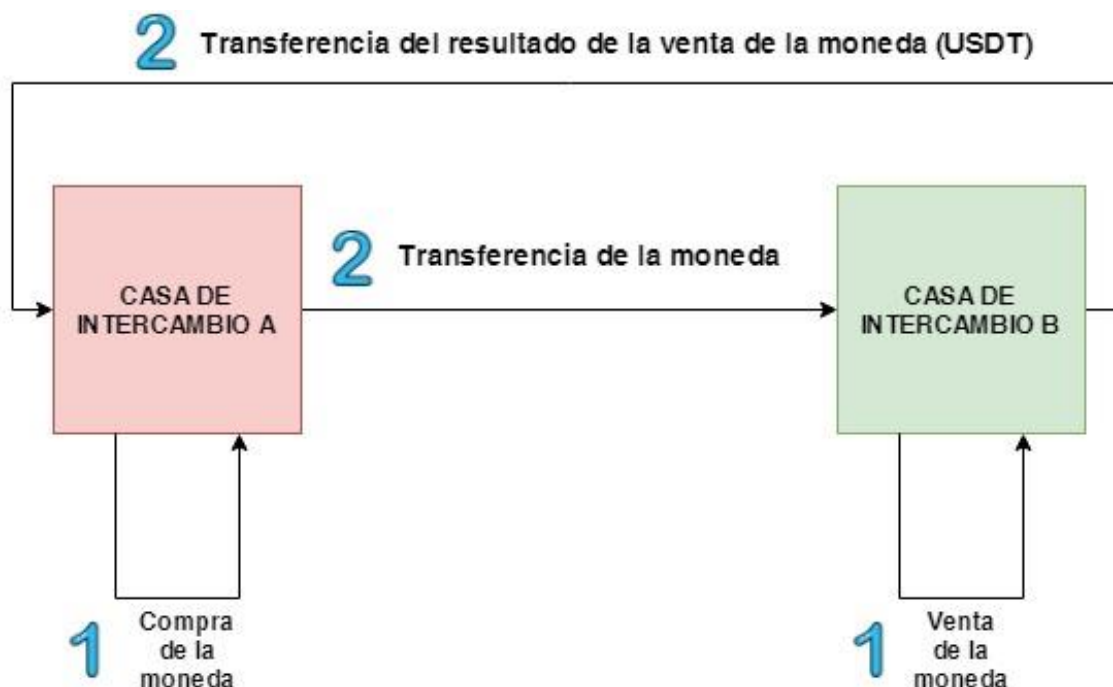 2 Transferencia del resultado de la venta de la moneda (USDT)
2 Transferencia de la moneda
CASA DE
INTERCAMBIO A
CASA DE
INTERCAMBIO B
1 Compra
de la
moneda
1 Venta
de la
moneda